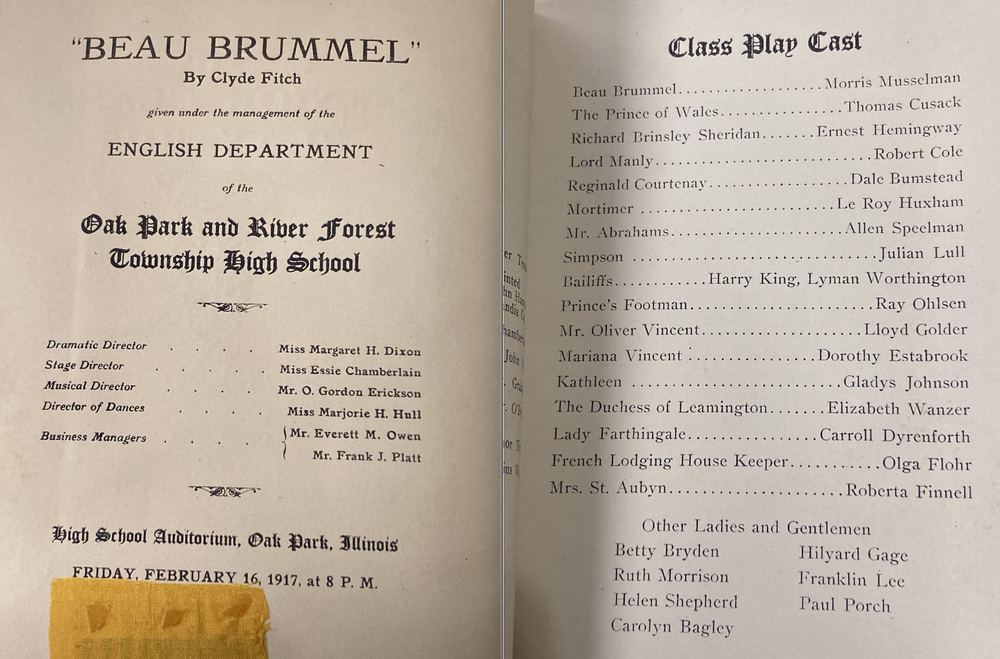 "BEAU BRUMMEL"
By Clyde Fitch
given under the management of the
ENGLISH DEPARTMENT
of the
Oak Park and River Forest
Township High School
Dramatic Director . . . . Miss Margaret H. Dixon
Stage Director . . . . Miss Essie Chamberlain
Musical Director . . . Mr. O. Gordon Erickson
Director of Dances . . . . Miss Marjorie H. Hull
Business Managers . . . . { Mr. Everett M. Owen
Mr. Frank J. Platt
High School Auditorium, Oak Park, Illinois
FRIDAY, FEBRUARY 16, 1917, at 8 P. M.
Class Play Cast
Beau Brummel....................Morris Musselman
The Prince of Wales................Thomas Cusack
Richard Brinsley Sheridan.......Ernest Hemingway
Lord Manly............................Robert Cole
Reginald Courtenay..................Dale Bumstead
Mortimer .........................Le Roy Huxham
Mr. Abrahams.......................Allen Speelman
Simpson ................................Julian Lull
Bailiffs............Harry King, Lyman Worthington
Prince's Footman........................Ray Ohlsen
Mr. Oliver Vincent.....................Lloyd Golder
Mariana Vincent ................Dorothy Estabrook
Kathleen ...........................Gladys Johnson
The Duchess of Leamington.......Elizabeth Wanzer
Lady Farthingale.................Carroll Dyrenforth
French Lodging House Keeper...........Olga Flohr
Mrs. St. Aubyn......................Roberta Finnell
Other Ladies and Gentlemen
Betty Bryden Hilyard Gage
Ruth Morrison Franklin Lee
Helen Shepherd Paul Porch
Carolyn Bagley